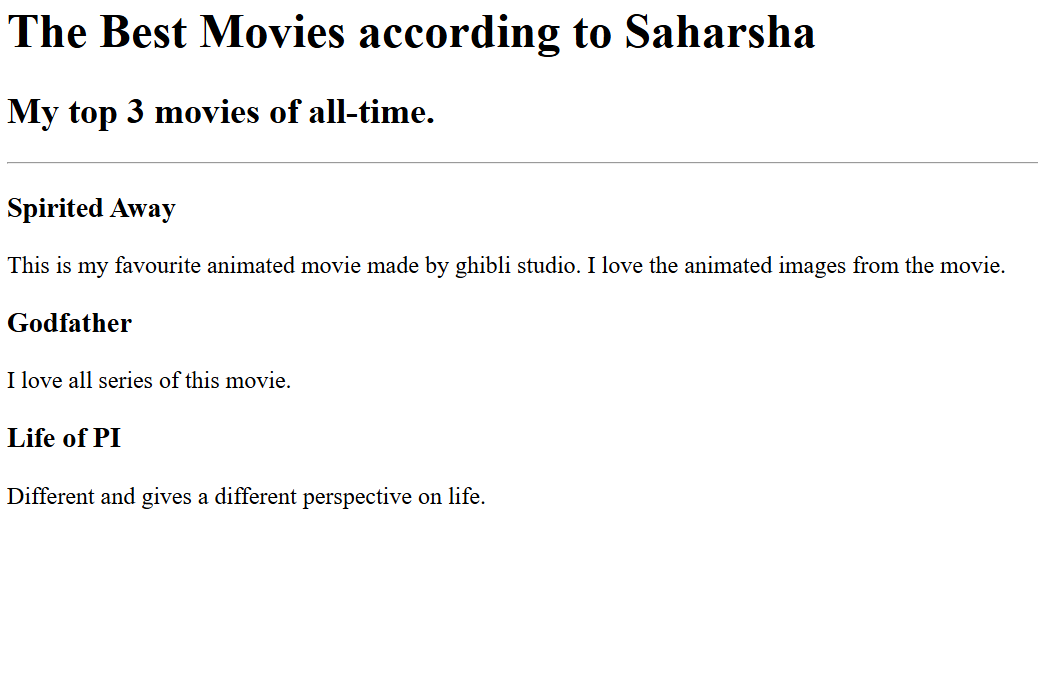 The Best Movies according to Saharsha
My top 3 movies of all-time.
Spirited Away
This is my favourite animated movie made by ghibli studio. I love the animated images from the movie.
Godfather
I love all series of this movie.
Life of PI
Different and gives a different perspective on life.